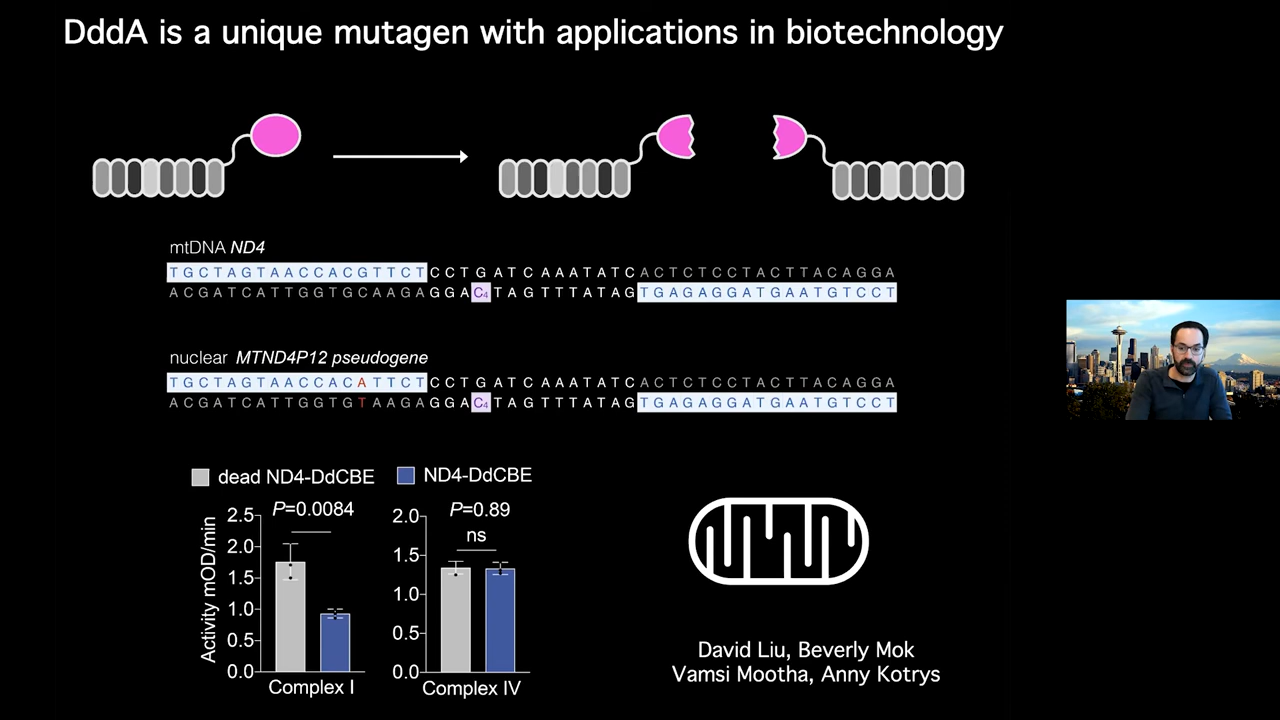 DddA is a unique mutagen with applications in biotechnology
mtDNA ND4
TGCTAGTAACCACGTTCTCCTGATCAAATATCACTCTCCTACTTACAGGA
ACGATCATTGGTGCAAGAGGAC₄TAGTTTATAGTGAGAGGATGAATGTCCT
nuclear MTND4P12 pseudogene
TGCTAGTAACCACATTCTCCTGATCAAATATCACTCTCCTACTTACAGGA
ACGATCATTGGTGTAAGAGGAC₄TAGTTTATAGTGAGAGGATGAATGTCCT
dead ND4-DdCBE
ND4-DdCBE
P=0.0084
P=0.89
ns
Activity mOD/min
2.5
2.0
1.5
1.0
0.5
0.0
Complex I
2.0
1.5
1.0
0.5
0.0
Complex IV
David Liu, Beverly Mok
Vamsi Mootha, Anny Kotrys